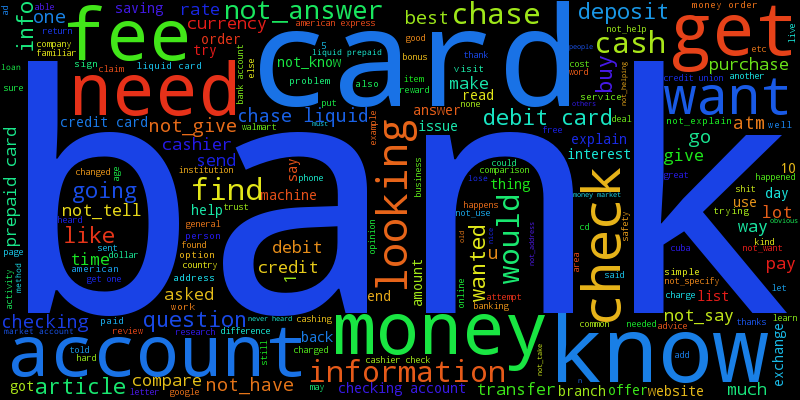 ad
able
saving
rate
not_answer
american express
best
chase
deposit
get
one
return
info
fee
card
currency
order
try
company
familiar
good
bonus
thank
people
not_help
cash
etc
live
purchase
sign
claim
liquid card
bank account
else
in
liquid prepaid
not_know
problem
also
item
reward
visit
make
cost
word
buy
service
not_helping
credit union
another
loan
sure
need
put
read
none
others
want
credit card
not_give
chase liquid
walmart
must
example
answer
issue
debit card
free
deal
not_explain
atm
well
prepaid card
cashier
send
explain
interest
go
give
bank
changed
age
institution
say
phone
looking
business
could
comparison
lose
thing
money market
great
10
happened
going
find
machine
trust
happens
not_use
shit
use
day
trying
lot
obvious
not_tell
help
heard
person
general
found
option
country
opinion
old
would
nice
not_address
check
safety
cuba
way
kind
not_want
like
debit
time
sent
dollar
american
get one
credit
1
wanted
u
area
cd
said
simple
not_specify
pay
page
activity
method
address
asked
work
end
amount
online
attempt
banking
charge
list
let
checking
paid
question
cashing
money
common
needed
not_say
thanks
learn
market account
review
research
difference
never heard
back
advice
exchange
account
told
hard
still
charged
cashier check
information
not_take
know
add
got
article
compare
letter
google
not_have
may
checking account
transfer
n
branch
offer
website
much